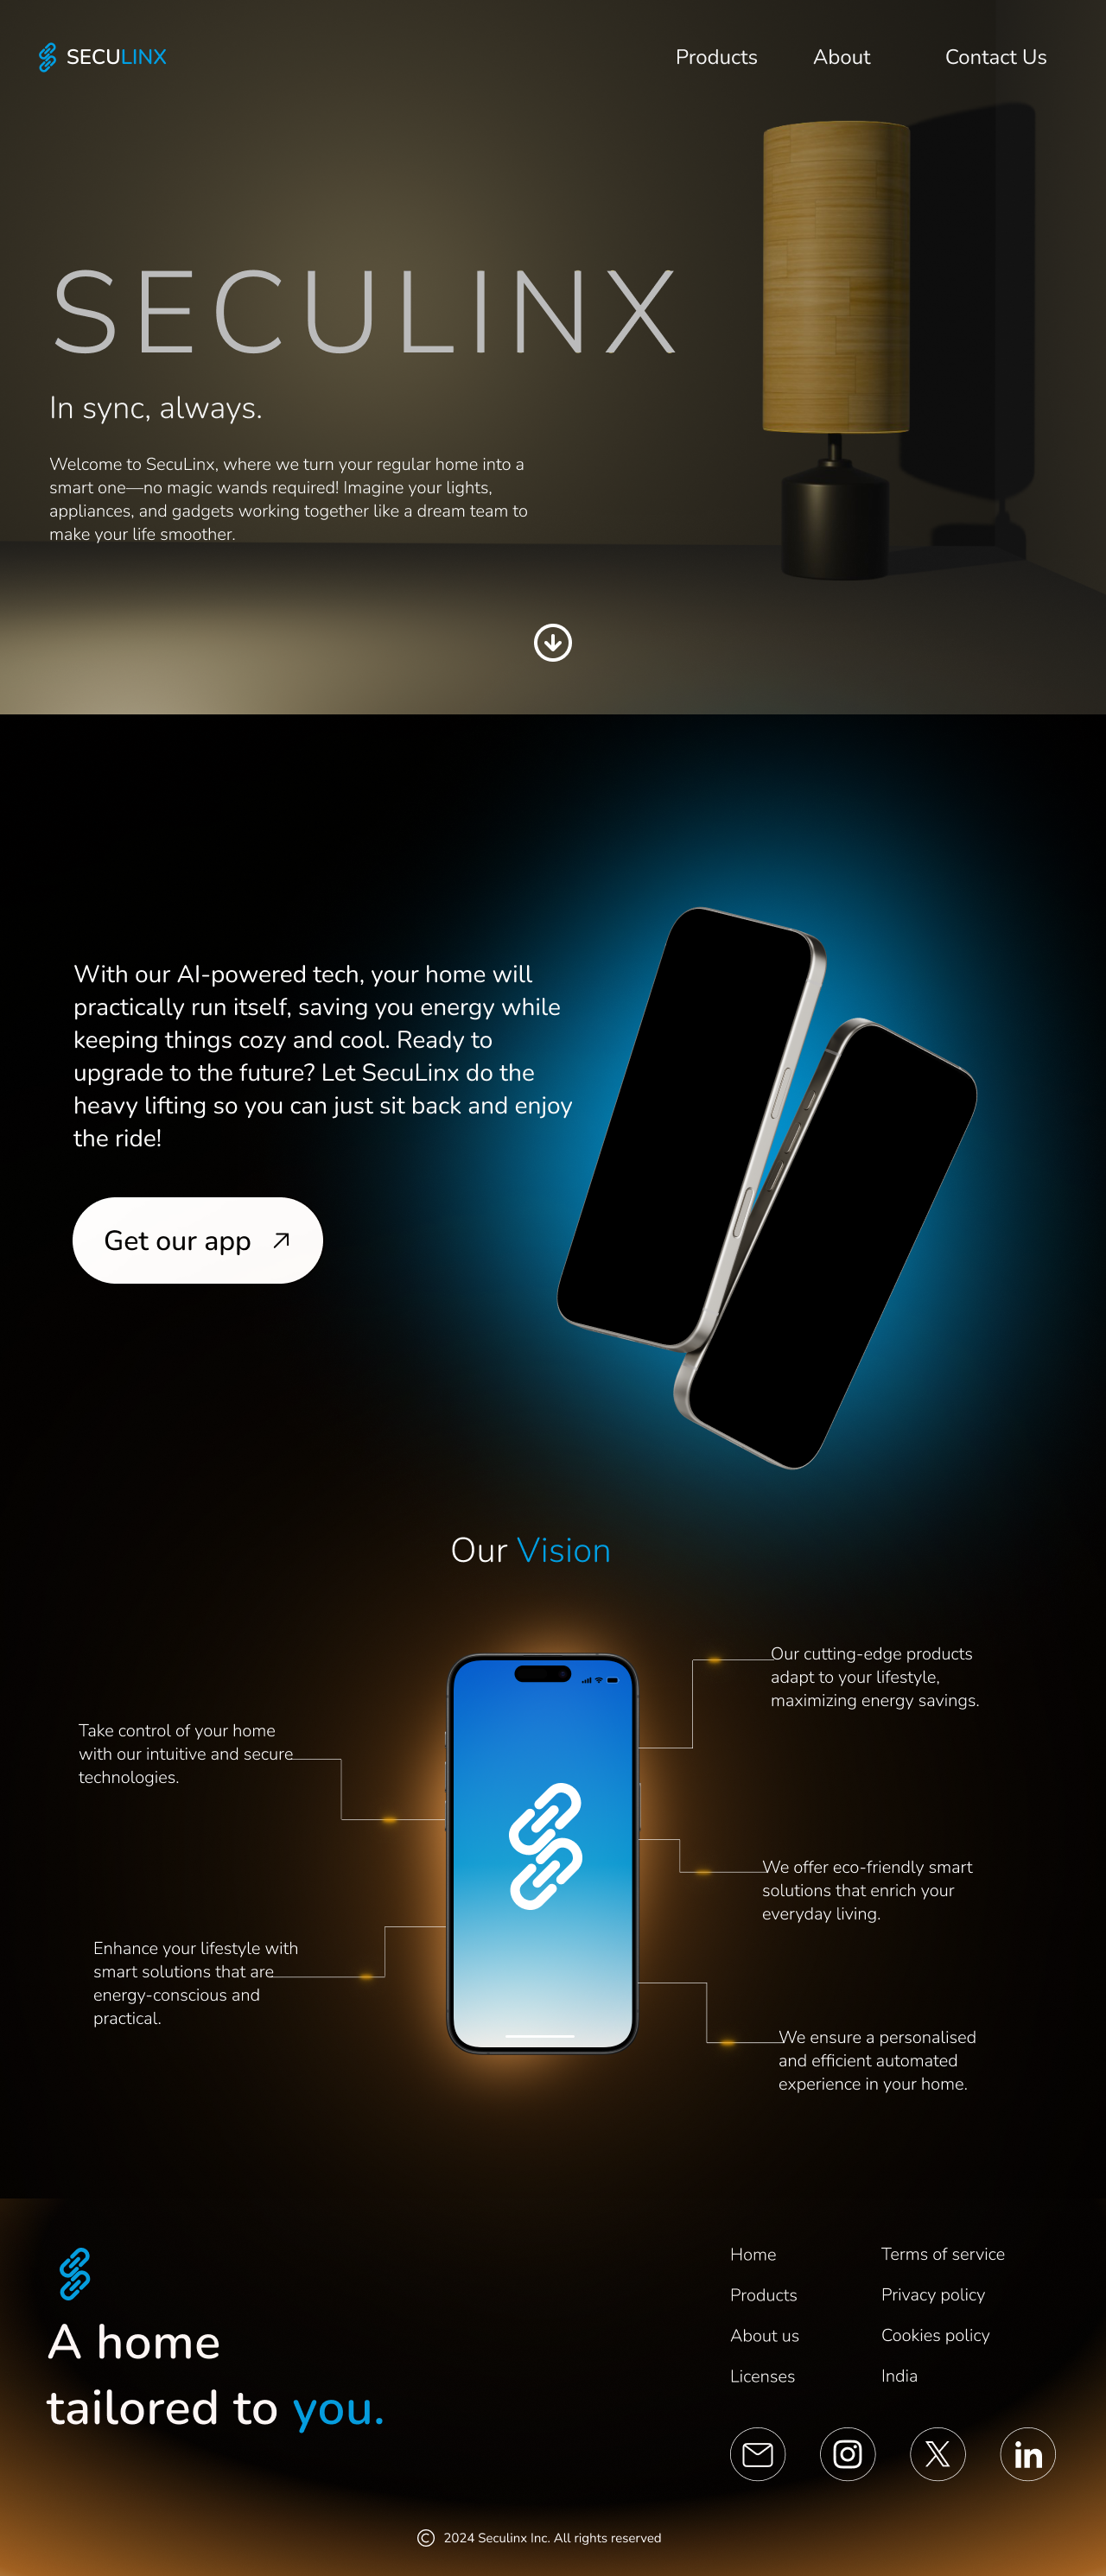 SECULINX
Products About Contact Us
SECULINX
In sync, always.
Welcome to SecuLinx, where we turn your regular home into a
smart one—no magic wands required! Imagine your lights,
appliances, and gadgets working together like a dream team to
make your life smoother.
With our AI-powered tech, your home will
practically run itself, saving you energy while
keeping things cozy and cool. Ready to
upgrade to the future? Let SecuLinx do the
heavy lifting so you can just sit back and enjoy
the ride!
Get our app
Our Vision
Our cutting-edge products
adapt to your lifestyle,
maximizing energy savings.
Take control of your home
with our intuitive and secure
technologies.
We offer eco-friendly smart
solutions that enrich your
everyday living.
Enhance your lifestyle with
smart solutions that are
energy-conscious and
practical.
We ensure a personalised
and efficient automated
experience in your home.
A home
tailored to you.
Home
Products
About us
Licenses
Terms of service
Privacy policy
Cookies policy
India
© 2024 Seculinx Inc. All rights reserved